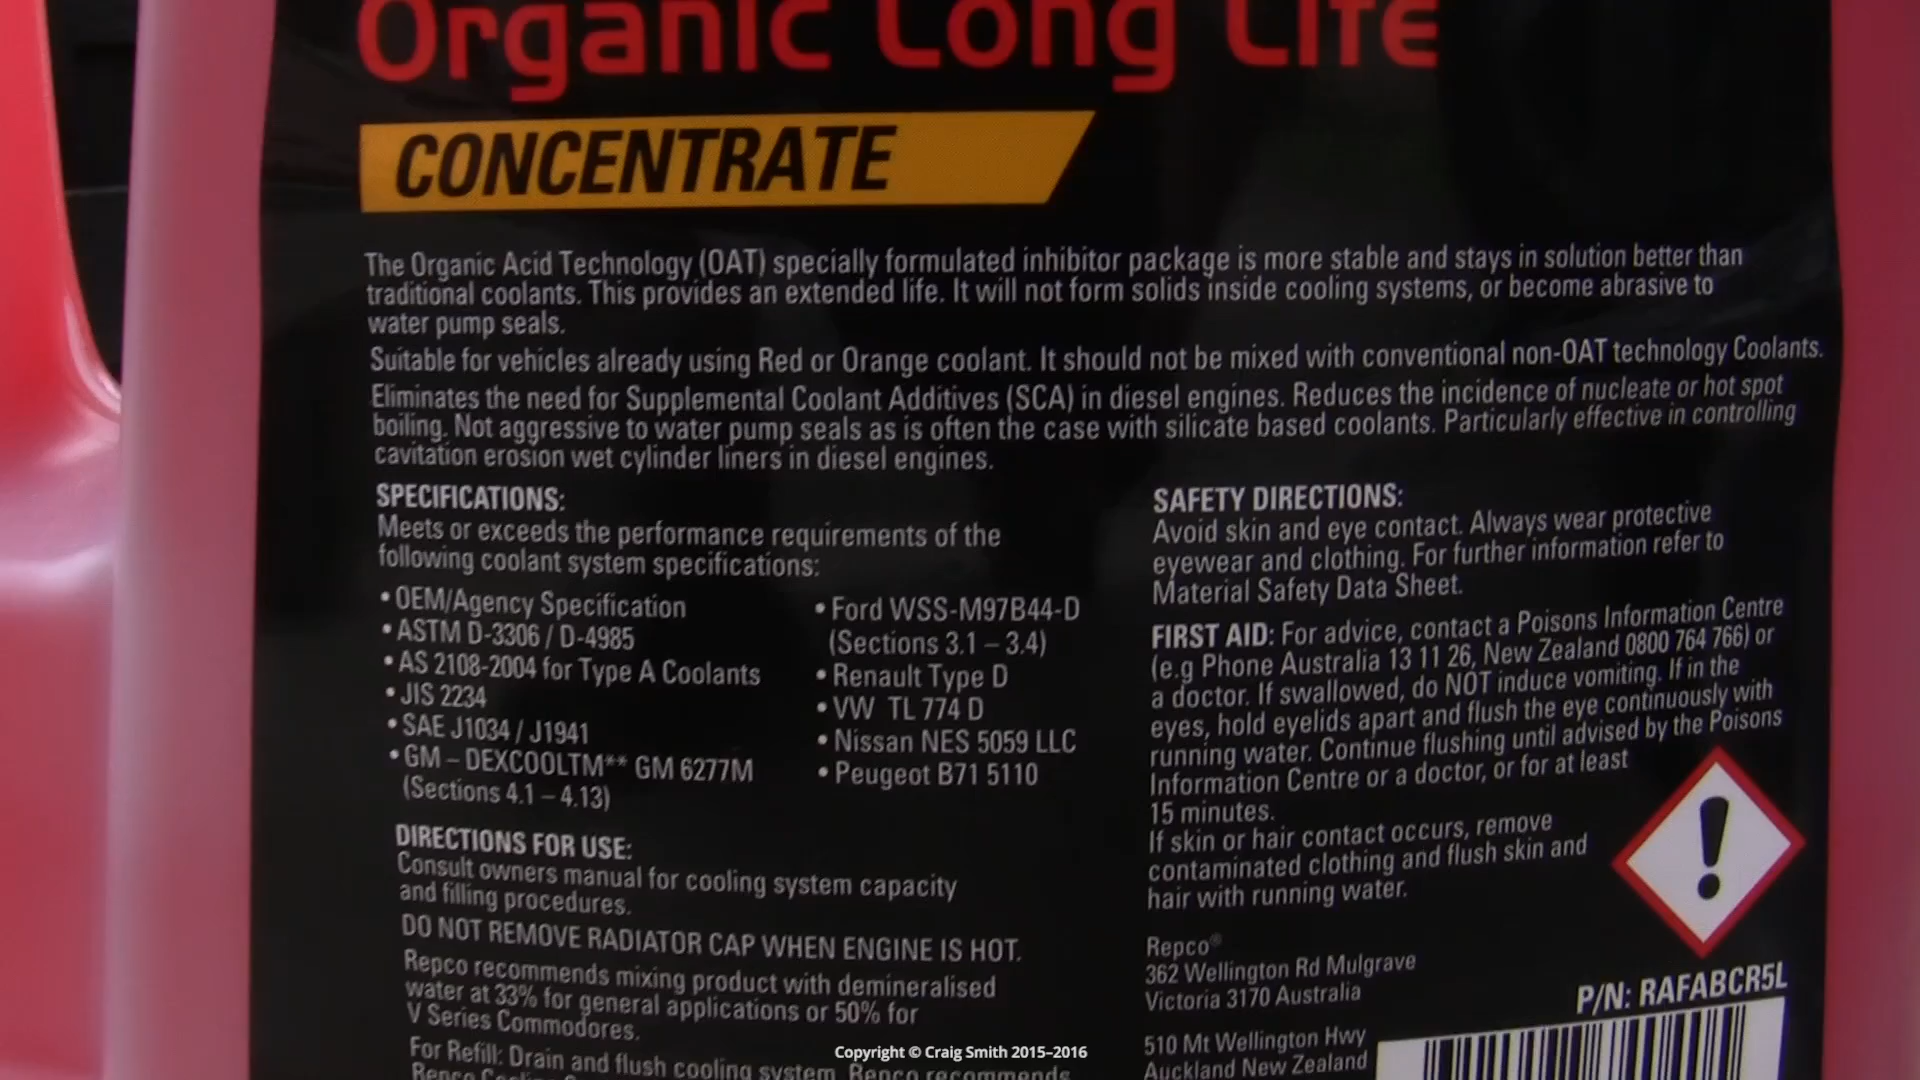 Organic Long Life
CONCENTRATE
The Organic Acid Technology (OAT) specially formulated inhibitor package is more stable and stays in solution better than
traditional coolants. This provides an extended life. It will not form solids inside cooling systems, or become abrasive to
water pump seals.
Suitable for vehicles already using Red or Orange coolant. It should not be mixed with conventional non-OAT technology Coolants.
Eliminates the need for Supplemental Coolant Additives (SCA) in diesel engines. Reduces the incidence of nucleate or hot spot
boiling. Not aggressive to water pump seals as is often the case with silicate based coolants. Particularly effective in controlling
cavitation erosion wet cylinder liners in diesel engines.
SPECIFICATIONS:
Meets or exceeds the performance requirements of the
following coolant system specifications:
• OEM/Agency Specification
• ASTM D-3306 / D-4985
• AS 2108-2004 for Type A Coolants
• JIS 2234
• SAE J1034 / J1941
• GM – DEXCOOLTM** GM 6277M
(Sections 4.1 – 4.13)
• Ford WSS-M97B44-D
(Sections 3.1 – 3.4)
• Renault Type D
• VW TL 774 D
• Nissan NES 5059 LLC
• Peugeot B71 5110
DIRECTIONS FOR USE:
Consult owners manual for cooling system capacity
and filling procedures.
DO NOT REMOVE RADIATOR CAP WHEN ENGINE IS HOT.
Repco recommends mixing product with demineralised
water at 33% for general applications or 50% for
V Series Commodores.
For Refill: Drain and flush cooling system. Repco recommends
Repco
SAFETY DIRECTIONS:
Avoid skin and eye contact. Always wear protective
eyewear and clothing. For further information refer to
Material Safety Data Sheet.
FIRST AID: For advice, contact a Poisons Information Centre
(e.g Phone Australia 13 11 26, New Zealand 0800 764 766) or
a doctor. If swallowed, do NOT induce vomiting. If in the
eyes, hold eyelids apart and flush the eye continuously with
running water. Continue flushing until advised by the Poisons
Information Centre or a doctor, or for at least
15 minutes.
If skin or hair contact occurs, remove
contaminated clothing and flush skin and
hair with running water.
Repco®
362 Wellington Rd Mulgrave
Victoria 3170 Australia
510 Mt Wellington Hwy
Auckland New Zealand
P/N: RAFABCR5L
Copyright © Craig Smith 2015–2016